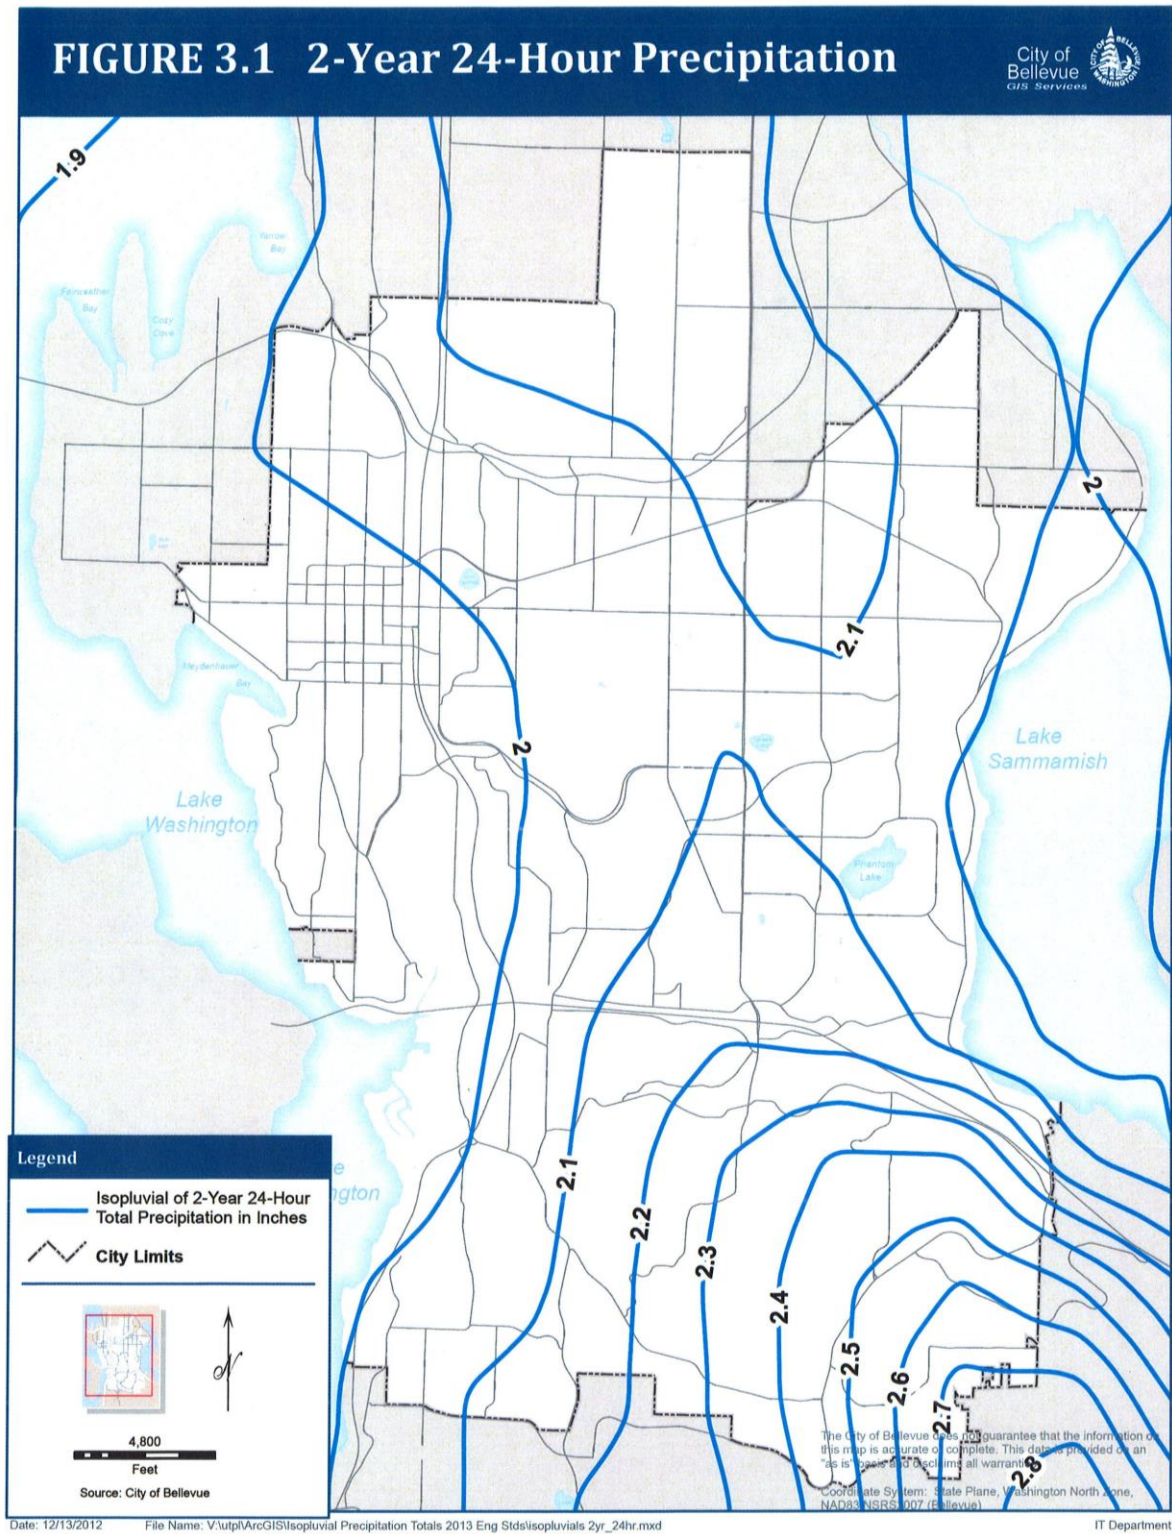 FIGURE 3.1 2-Year 24-Hour Precipitation
City of
Bellevue
GIS Services
CITY OF BELLEVUE
WASHINGTON
1.9
Yarrow
Bay
Fairweather
Bay
Cozy
Cove
2
2.1
Meydenbauer
Bay
2
Lake
Sammamish
Lake
Washington
Phantom
Lake
2.1
2.2
2.3
2.4
2.5
2.6
2.7
2.8
Legend
Isopluvial of 2-Year 24-Hour
Total Precipitation in Inches
City Limits
N
4,800
Feet
Source: City of Bellevue
The City of Bellevue does not guarantee that the information on
this map is accurate or complete. This data is provided on an
"as is" basis and disclaims all warranties.
Coordinate System: State Plane, Washington North Zone,
NAD83 NSRS2007 (Bellevue)
Date: 12/13/2012 File Name: V:\utpl\ArcGIS\Isopluvial Precipitation Totals 2013 Eng Stds\isopluvials 2yr_24hr.mxd IT Department